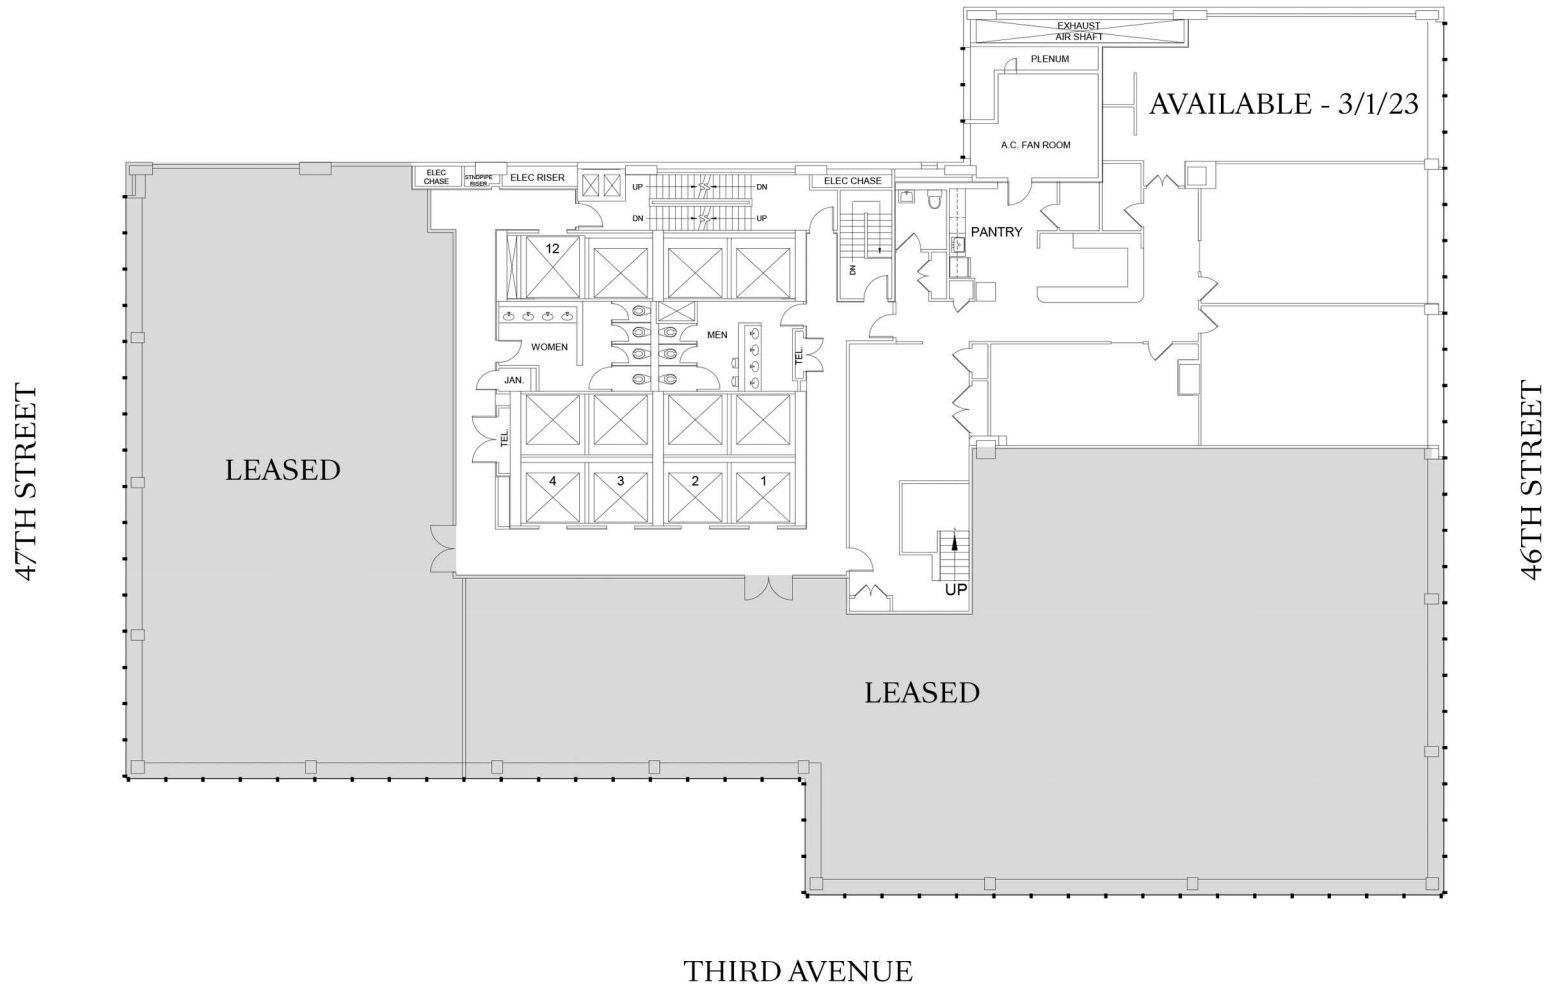 EXHAUST
AIR SHAFT
PLENUM
AVAILABLE - 3/1/23
A.C. FAN ROOM
ELEC
CHASE
STNDPIPE
RISER
ELEC RISER
UP
DN
DN
UP
ELEC CHASE
PANTRY
DN
12
WOMEN
MEN
TEL.
JAN.
TEL.
LEASED
4
3
2
1
UP
LEASED
47TH STREET
46TH STREET
THIRD AVENUE